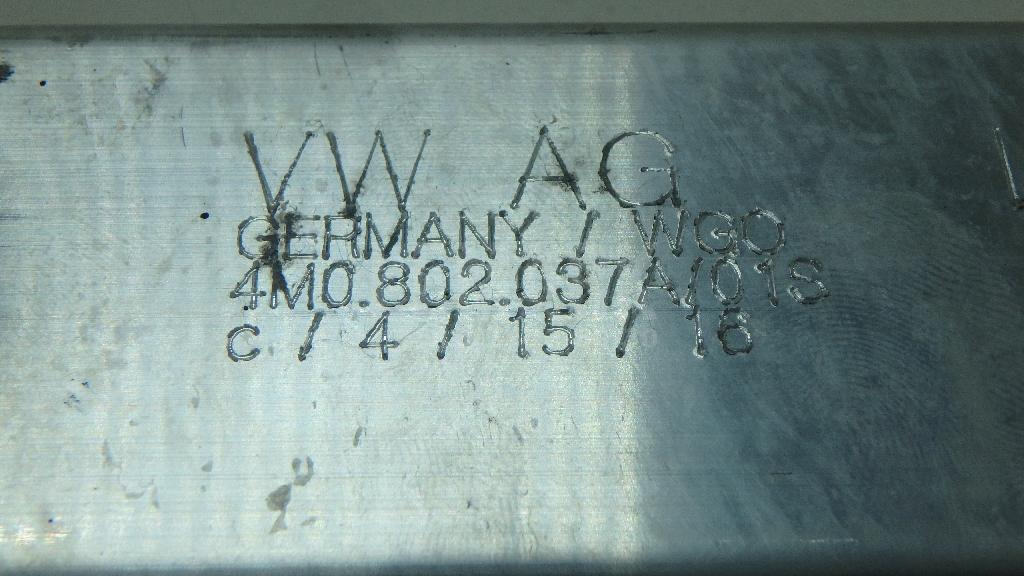 VW AG
GERMANY / WGO
4M0.802.037A/01S
c / 4 / 15 / 16